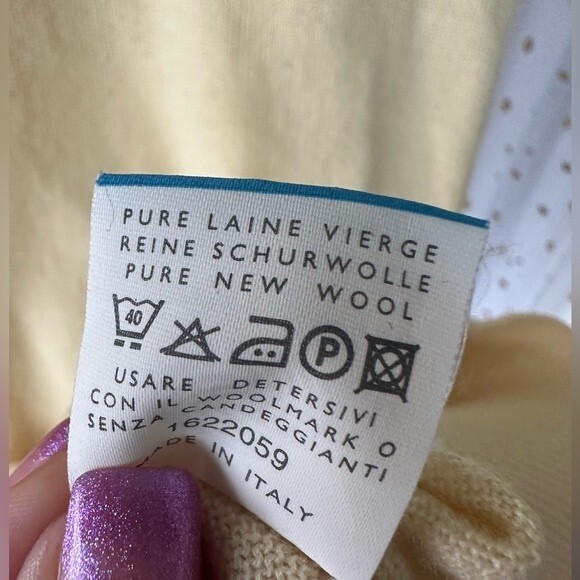 PURE LAINE VIERGE
REINE SCHURWOLLE
PURE NEW WOOL
40 P
USARE DETERSIVI
CON IL WOOLMARK O
SENZA CANDEGGIANTI
1622059
MADE IN ITALY